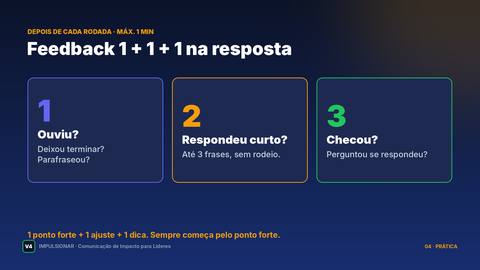 DEPOIS DE CADA RODADA · MÁX. 1 MIN
Feedback 1 + 1 + 1 na resposta
1
Ouviu?
Deixou terminar?
Parafraseou?
2
Respondeu curto?
Até 3 frases, sem rodeio.
3
Checou?
Perguntou se respondeu?
1 ponto forte + 1 ajuste + 1 dica. Sempre começa pelo ponto forte.
V4 IMPULSIONAR · Comunicação de Impacto para Líderes
04 · PRÁTICA